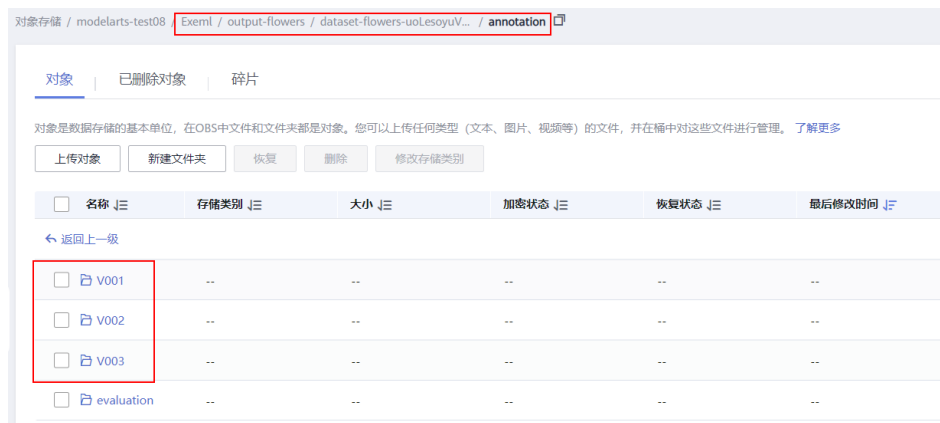 对象存储 / modelarts-test08 / Exeml / output-flowers / dataset-flowers-uoLesoyuV... / annotation
对象 已删除对象 碎片
对象是数据存储的基本单位，在OBS中文件和文件夹都是对象。您可以上传任何类型（文本、图片、视频等）的文件，并在桶中对这些文件进行管理。 了解更多
上传对象 新建文件夹 恢复 删除 修改存储类别
名称 存储类别 大小 加密状态 恢复状态 最后修改时间
返回上一级
V001 -- -- -- -- --
V002 -- -- -- -- --
V003 -- -- -- -- --
evaluation -- -- -- -- --